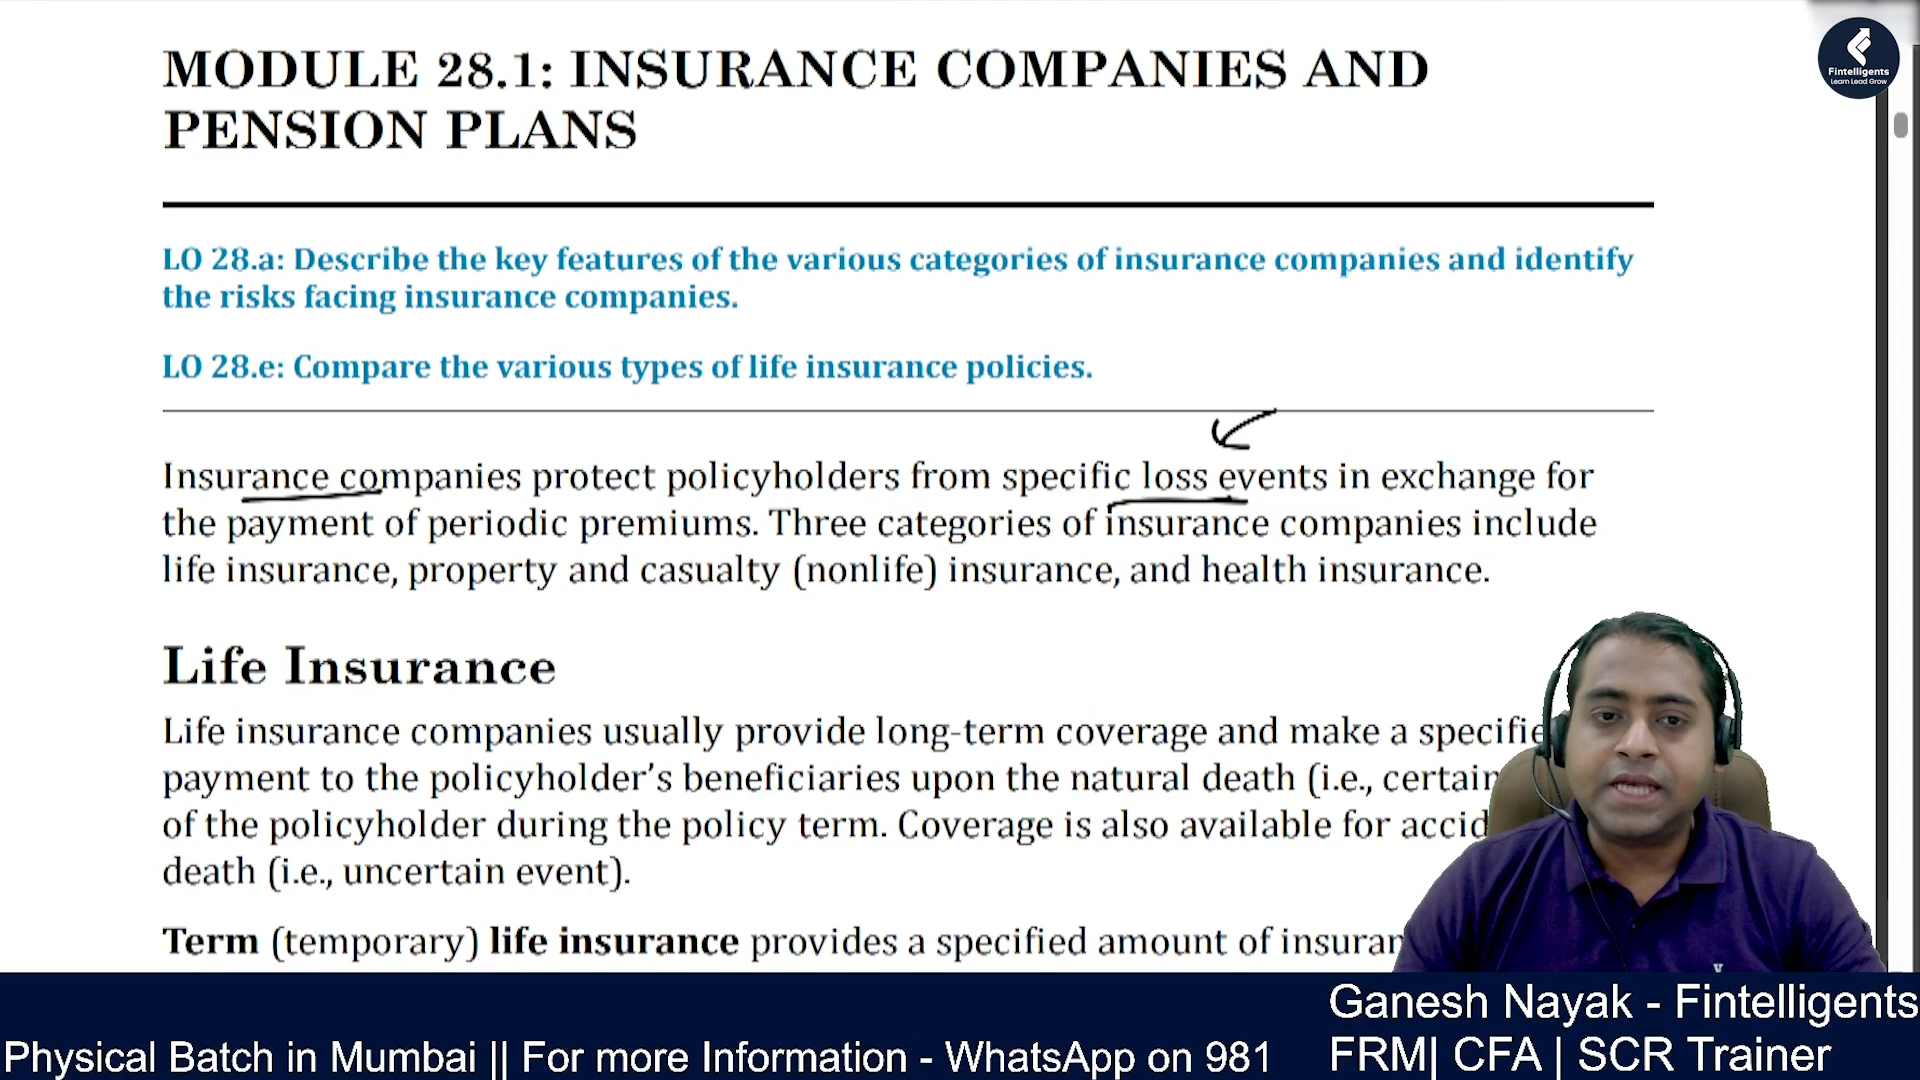 MODULE 28.1: INSURANCE COMPANIES AND
PENSION PLANS
Fintelligents
Learn Lead Grow
LO 28.a: Describe the key features of the various categories of insurance companies and identify
the risks facing insurance companies.
LO 28.e: Compare the various types of life insurance policies.
Insurance companies protect policyholders from specific loss events in exchange for
the payment of periodic premiums. Three categories of insurance companies include
life insurance, property and casualty (nonlife) insurance, and health insurance.
Life Insurance
Life insurance companies usually provide long-term coverage and make a specifie
payment to the policyholder’s beneficiaries upon the natural death (i.e., certain
of the policyholder during the policy term. Coverage is also available for accid
death (i.e., uncertain event).
Term (temporary) life insurance provides a specified amount of insuran
Ganesh Nayak - Fintelligents
FRM| CFA | SCR Trainer
Physical Batch in Mumbai || For more Information - WhatsApp on 981